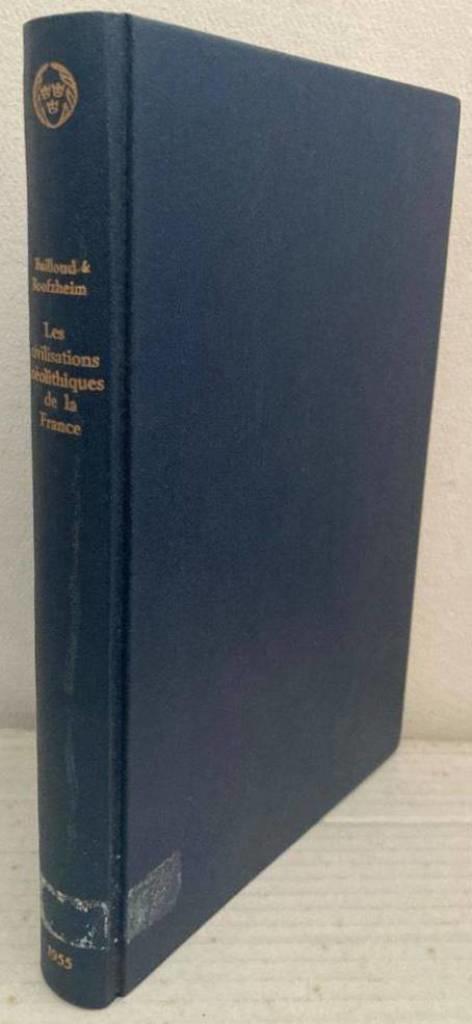 Bailloud &
Boofzheim
Les
civilisations
néolithiques
de la
France
1955